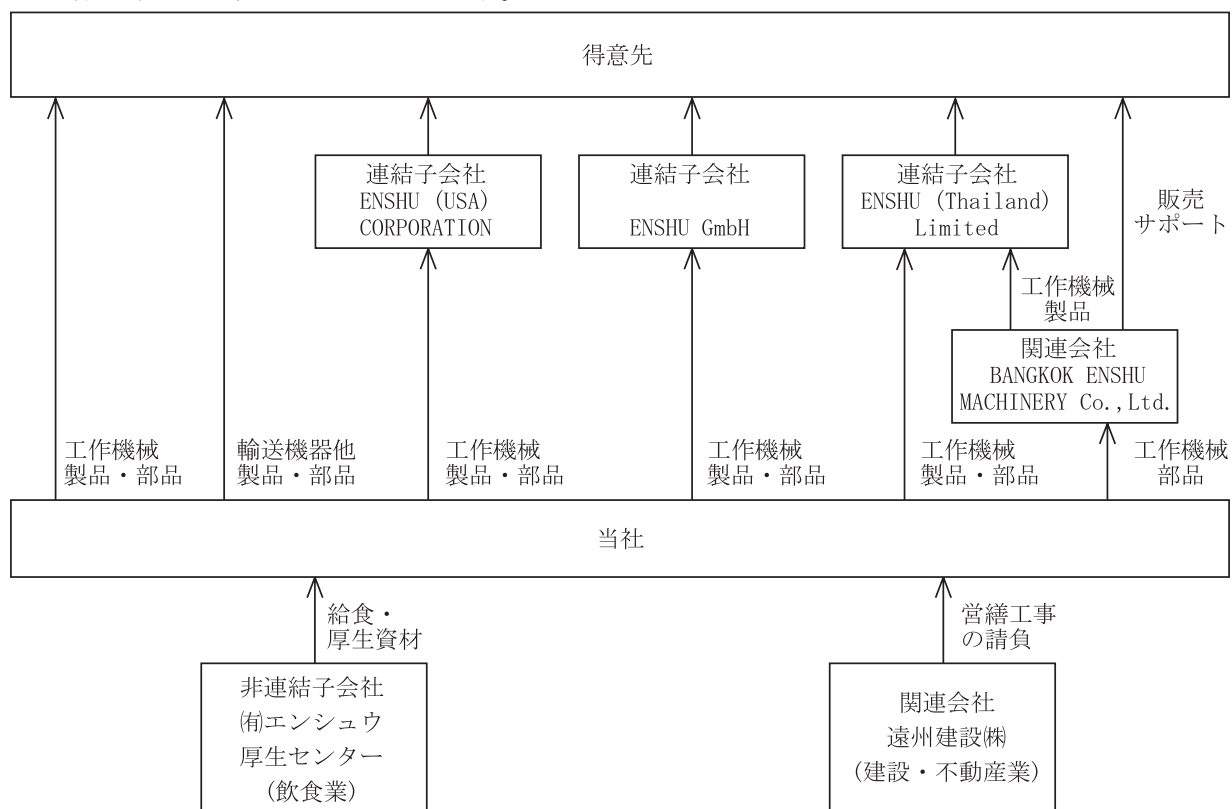 得意先
連結子会社
ENSHU (USA)
CORPORATION
連結子会社
ENSHU GmbH
連結子会社
ENSHU (Thailand)
Limited
販売
サポート
工作機械
製品
関連会社
BANGKOK ENSHU
MACHINERY Co.,Ltd.
工作機械
製品・部品
輸送機器他
製品・部品
工作機械
製品・部品
工作機械
製品・部品
工作機械
製品・部品
工作機械
部品
当社
給食・
厚生資材
営繕工事
の請負
非連結子会社
㈲エンシュウ
厚生センター
(飲食業)
関連会社
遠州建設㈱
(建設・不動産業)